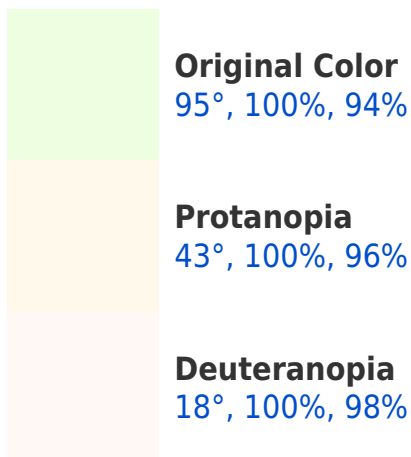 Original Color
95°, 100%, 94%
Protanopia
43°, 100%, 96%
Deuteranopia
18°, 100%, 98%